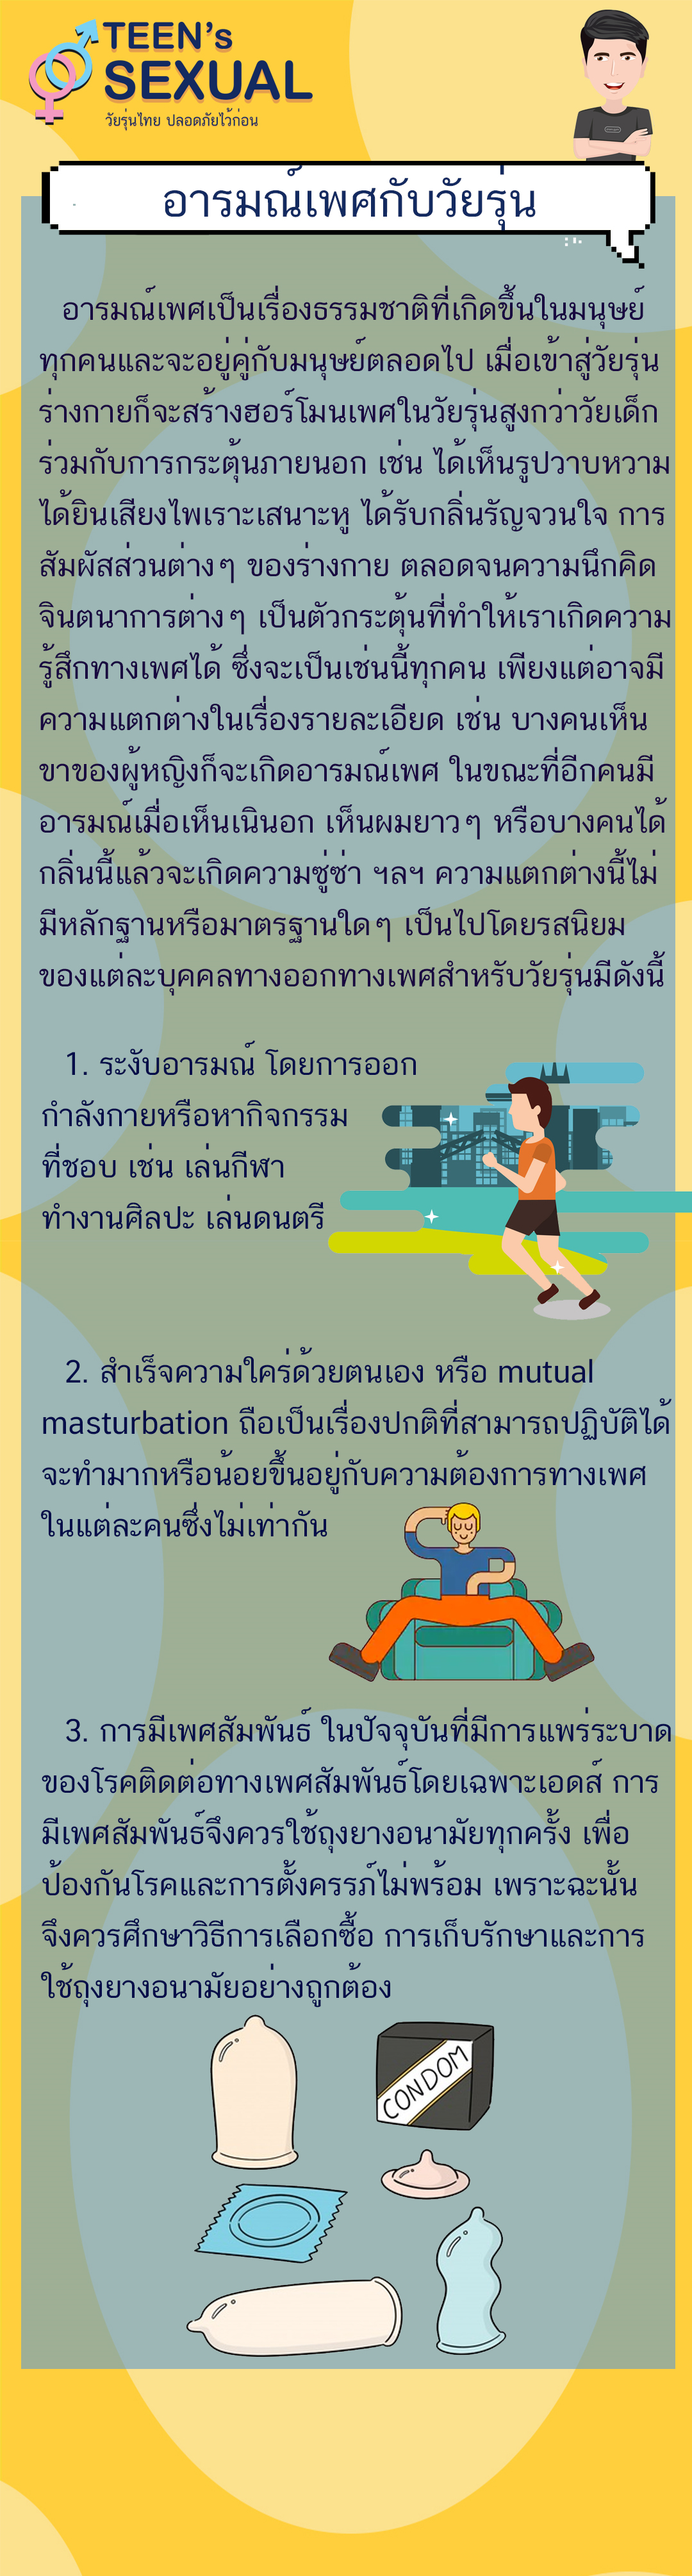 TEEN's
SEXUAL
วัยรุ่นไทย ปลอดภัยไว้ก่อน
อารมณ์เพศกับวัยรุ่น
อารมณ์เพศเป็นเรื่องธรรมชาติที่เกิดขึ้นในมนุษย์
ทุกคนและจะอยู่คู่กับมนุษย์ตลอดไป เมื่อเข้าสู่วัยรุ่น
ร่างกายก็จะสร้างฮอร์โมนเพศในวัยรุ่นสูงกว่าวัยเด็ก
ร่วมกับการกระตุ้นภายนอก เช่น ได้เห็นรูปวาบหวาม
ได้ยินเสียงไพเราะเสนาะหู ได้รับกลิ่นรัญจวนใจ การ
สัมผัสส่วนต่างๆ ของร่างกาย ตลอดจนความนึกคิด
จินตนาการต่างๆ เป็นตัวกระตุ้นที่ทำให้เราเกิดความ
รู้สึกทางเพศได้ ซึ่งจะเป็นเช่นนี้ทุกคน เพียงแต่อาจมี
ความแตกต่างในเรื่องรายละเอียด เช่น บางคนเห็น
ขาของผู้หญิงก็จะเกิดอารมณ์เพศ ในขณะที่อีกคนมี
อารมณ์เมื่อเห็นเนินอก เห็นผมยาวๆ หรือบางคนได้
กลิ่นนี้แล้วจะเกิดความซู่ซ่า ฯลฯ ความแตกต่างนี้ไม่
มีหลักฐานหรือมาตรฐานใดๆ เป็นไปโดยรสนิยม
ของแต่ละบุคคลทางออกทางเพศสำหรับวัยรุ่นมีดังนี้
1. ระงับอารมณ์ โดยการออก
กำลังกายหรือหากิจกรรม
ที่ชอบ เช่น เล่นกีฬา
ทำงานศิลปะ เล่นดนตรี
2. สำเร็จความใคร่ด้วยตนเอง หรือ mutual
masturbation ถือเป็นเรื่องปกติที่สามารถปฏิบัติได้
จะทำมากหรือน้อยขึ้นอยู่กับความต้องการทางเพศ
ในแต่ละคนซึ่งไม่เท่ากัน
3. การมีเพศสัมพันธ์ ในปัจจุบันที่มีการแพร่ระบาด
ของโรคติดต่อทางเพศสัมพันธ์โดยเฉพาะเอดส์ การ
มีเพศสัมพันธ์จึงควรใช้ถุงยางอนามัยทุกครั้ง เพื่อ
ป้องกันโรคและการตั้งครรภ์ไม่พร้อม เพราะฉะนั้น
จึงควรศึกษาวิธีการเลือกซื้อ การเก็บรักษาและการ
ใช้ถุงยางอนามัยอย่างถูกต้อง
CONDOM